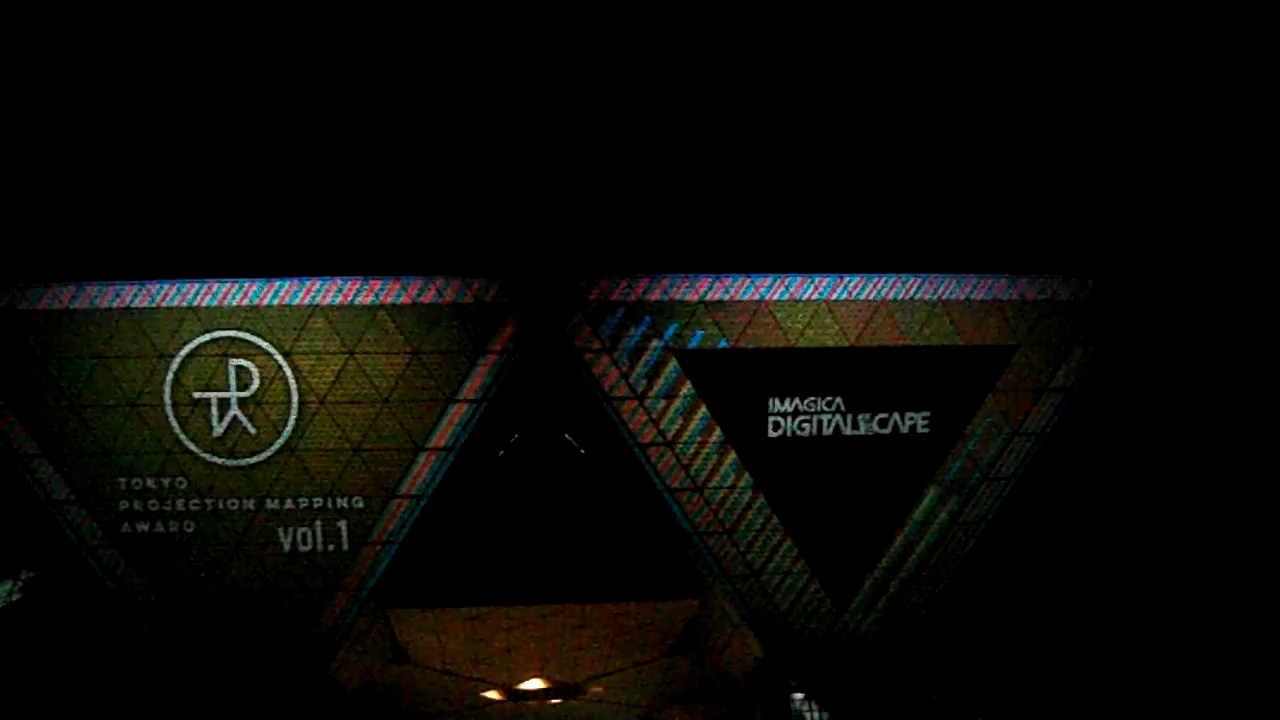 TOKYO
PROJECTION MAPPING
AWARD
vol.1
IMAGICA
DIGITALSCAPE